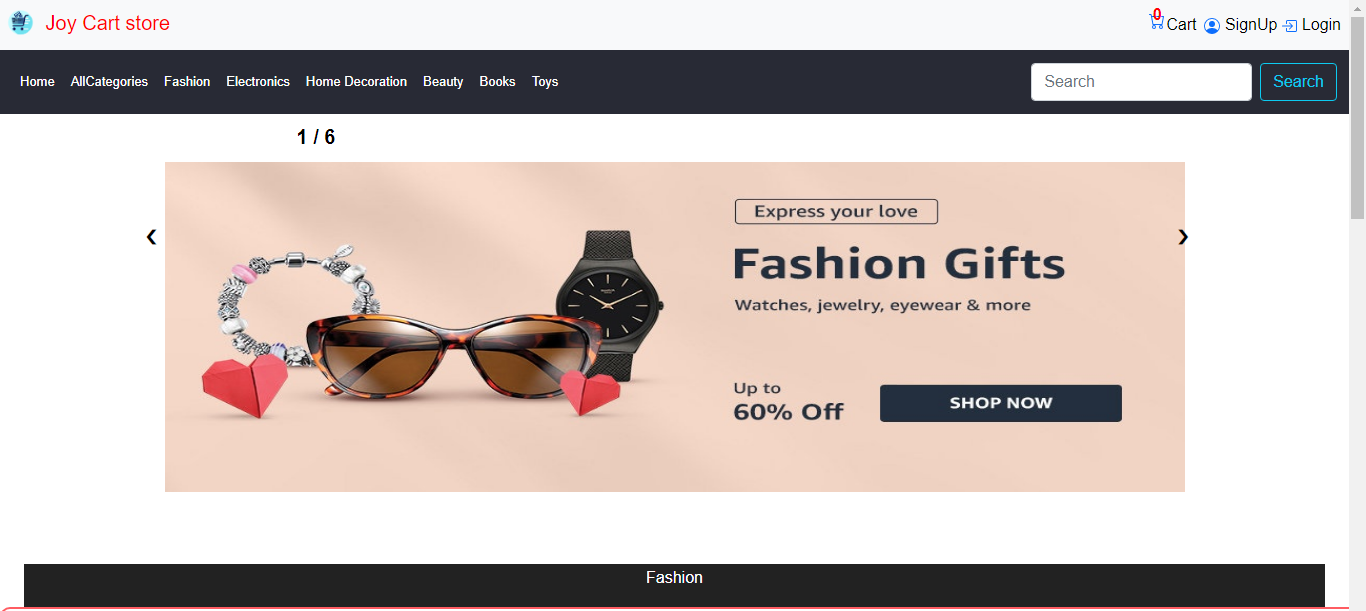 Joy Cart store
0
Cart SignUp Login
Home AllCategories Fashion Electronics Home Decoration Beauty Books Toys
Search Search
1 / 6
❮ ❯
Express your love
Fashion Gifts
Watches, jewelry, eyewear & more
Up to
60% Off
SHOP NOW
Fashion